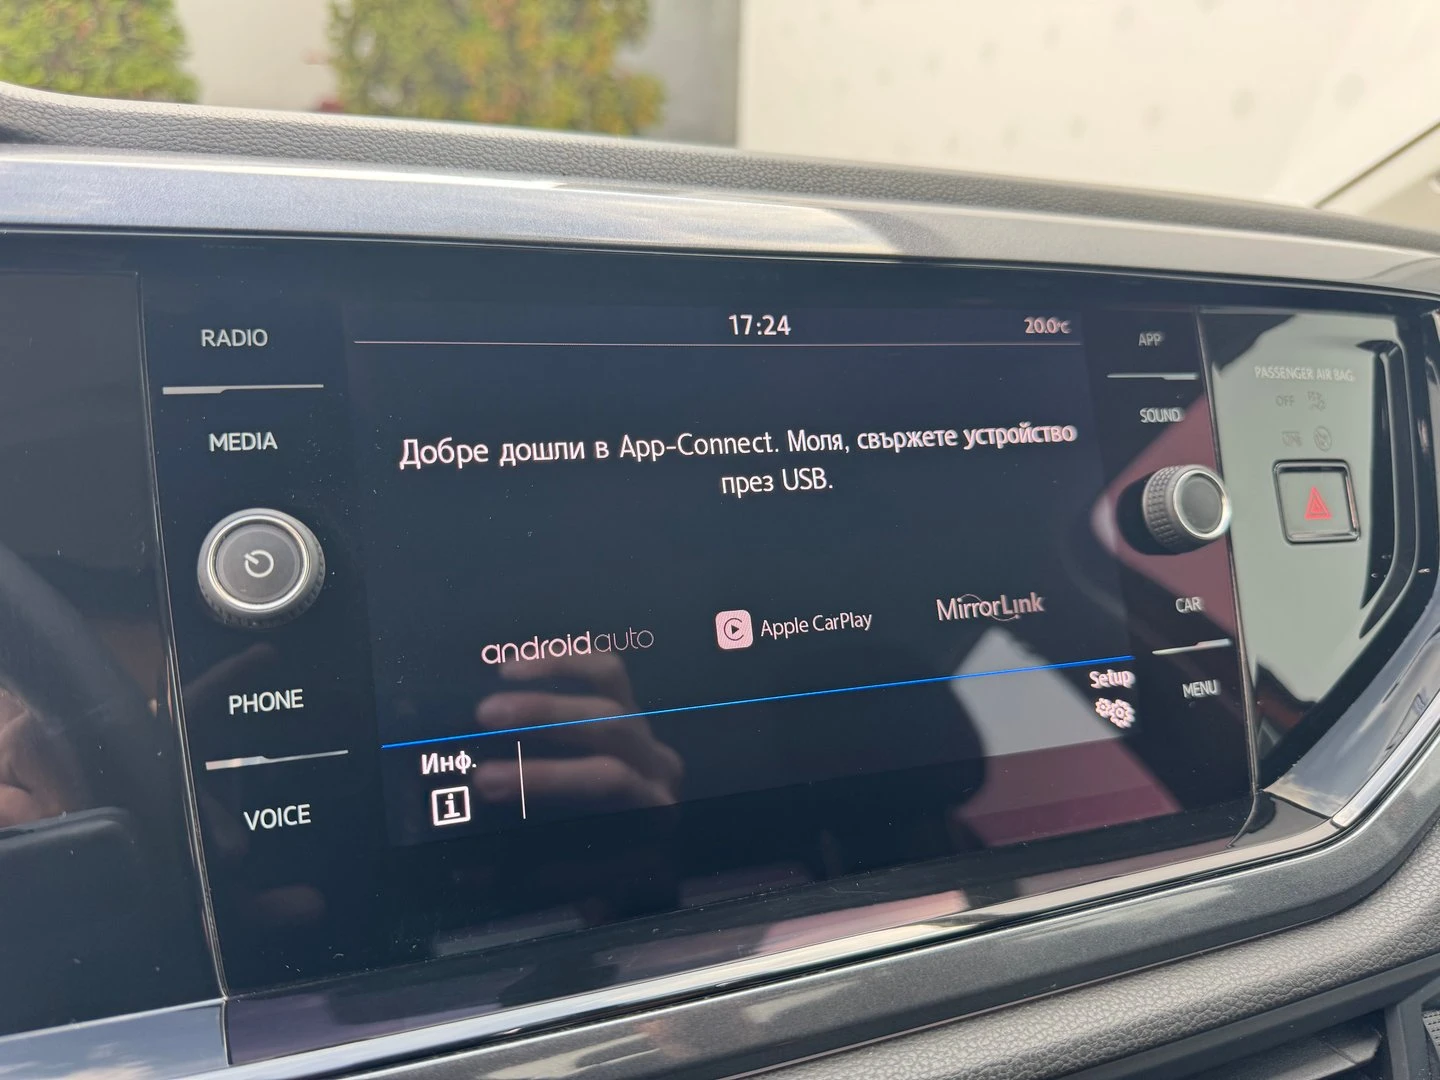 17:24
20.0°C
RADIO
MEDIA
PHONE
VOICE
Добре дошли в App-Connect. Моля, свържете устройство
през USB.
androidauto
Apple CarPlay
MirrorLink
Инф.
Setup
APP
SOUND
CAR
MENU
PASSENGER AIR BAG
OFF